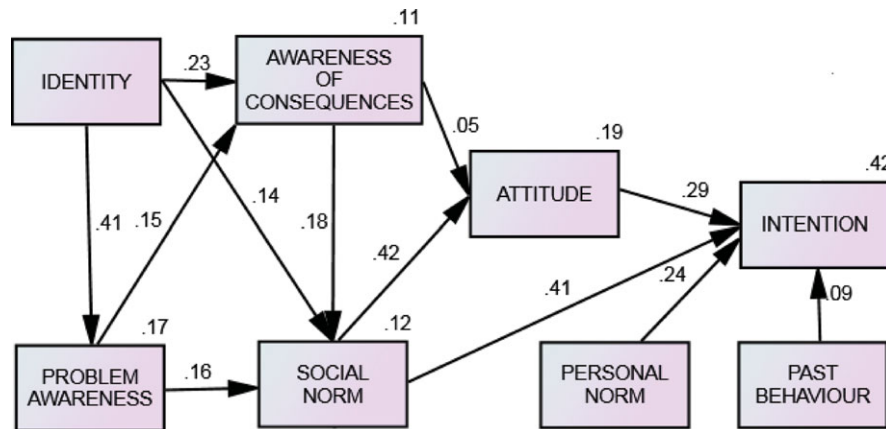 .11
IDENTITY
.23
AWARENESS
OF
CONSEQUENCES
.05
.19
ATTITUDE
.29
.42
INTENTION
.41
.15
.14
.18
.42
.41
.24
.09
.17
.12
PROBLEM
AWARENESS
.16
SOCIAL
NORM
PERSONAL
NORM
PAST
BEHAVIOUR